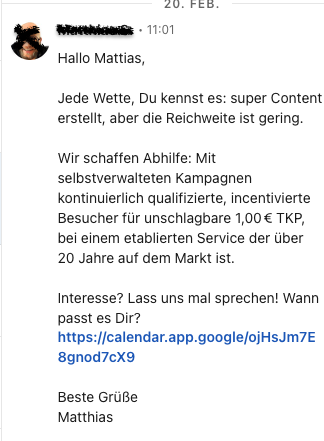 20. FEB.
• 11:01
Hallo Mattias,
Jede Wette, Du kennst es: super Content
erstellt, aber die Reichweite ist gering.
Wir schaffen Abhilfe: Mit
selbstverwalteten Kampagnen
kontinuierlich qualifizierte, incentivierte
Besucher für unschlagbare 1,00 € TKP,
bei einem etablierten Service der über
20 Jahre auf dem Markt ist.
Interesse? Lass uns mal sprechen! Wann
passt es Dir?
https://calendar.app.google/ojHsJm7E
8gnod7cX9
Beste Grüße
Matthias